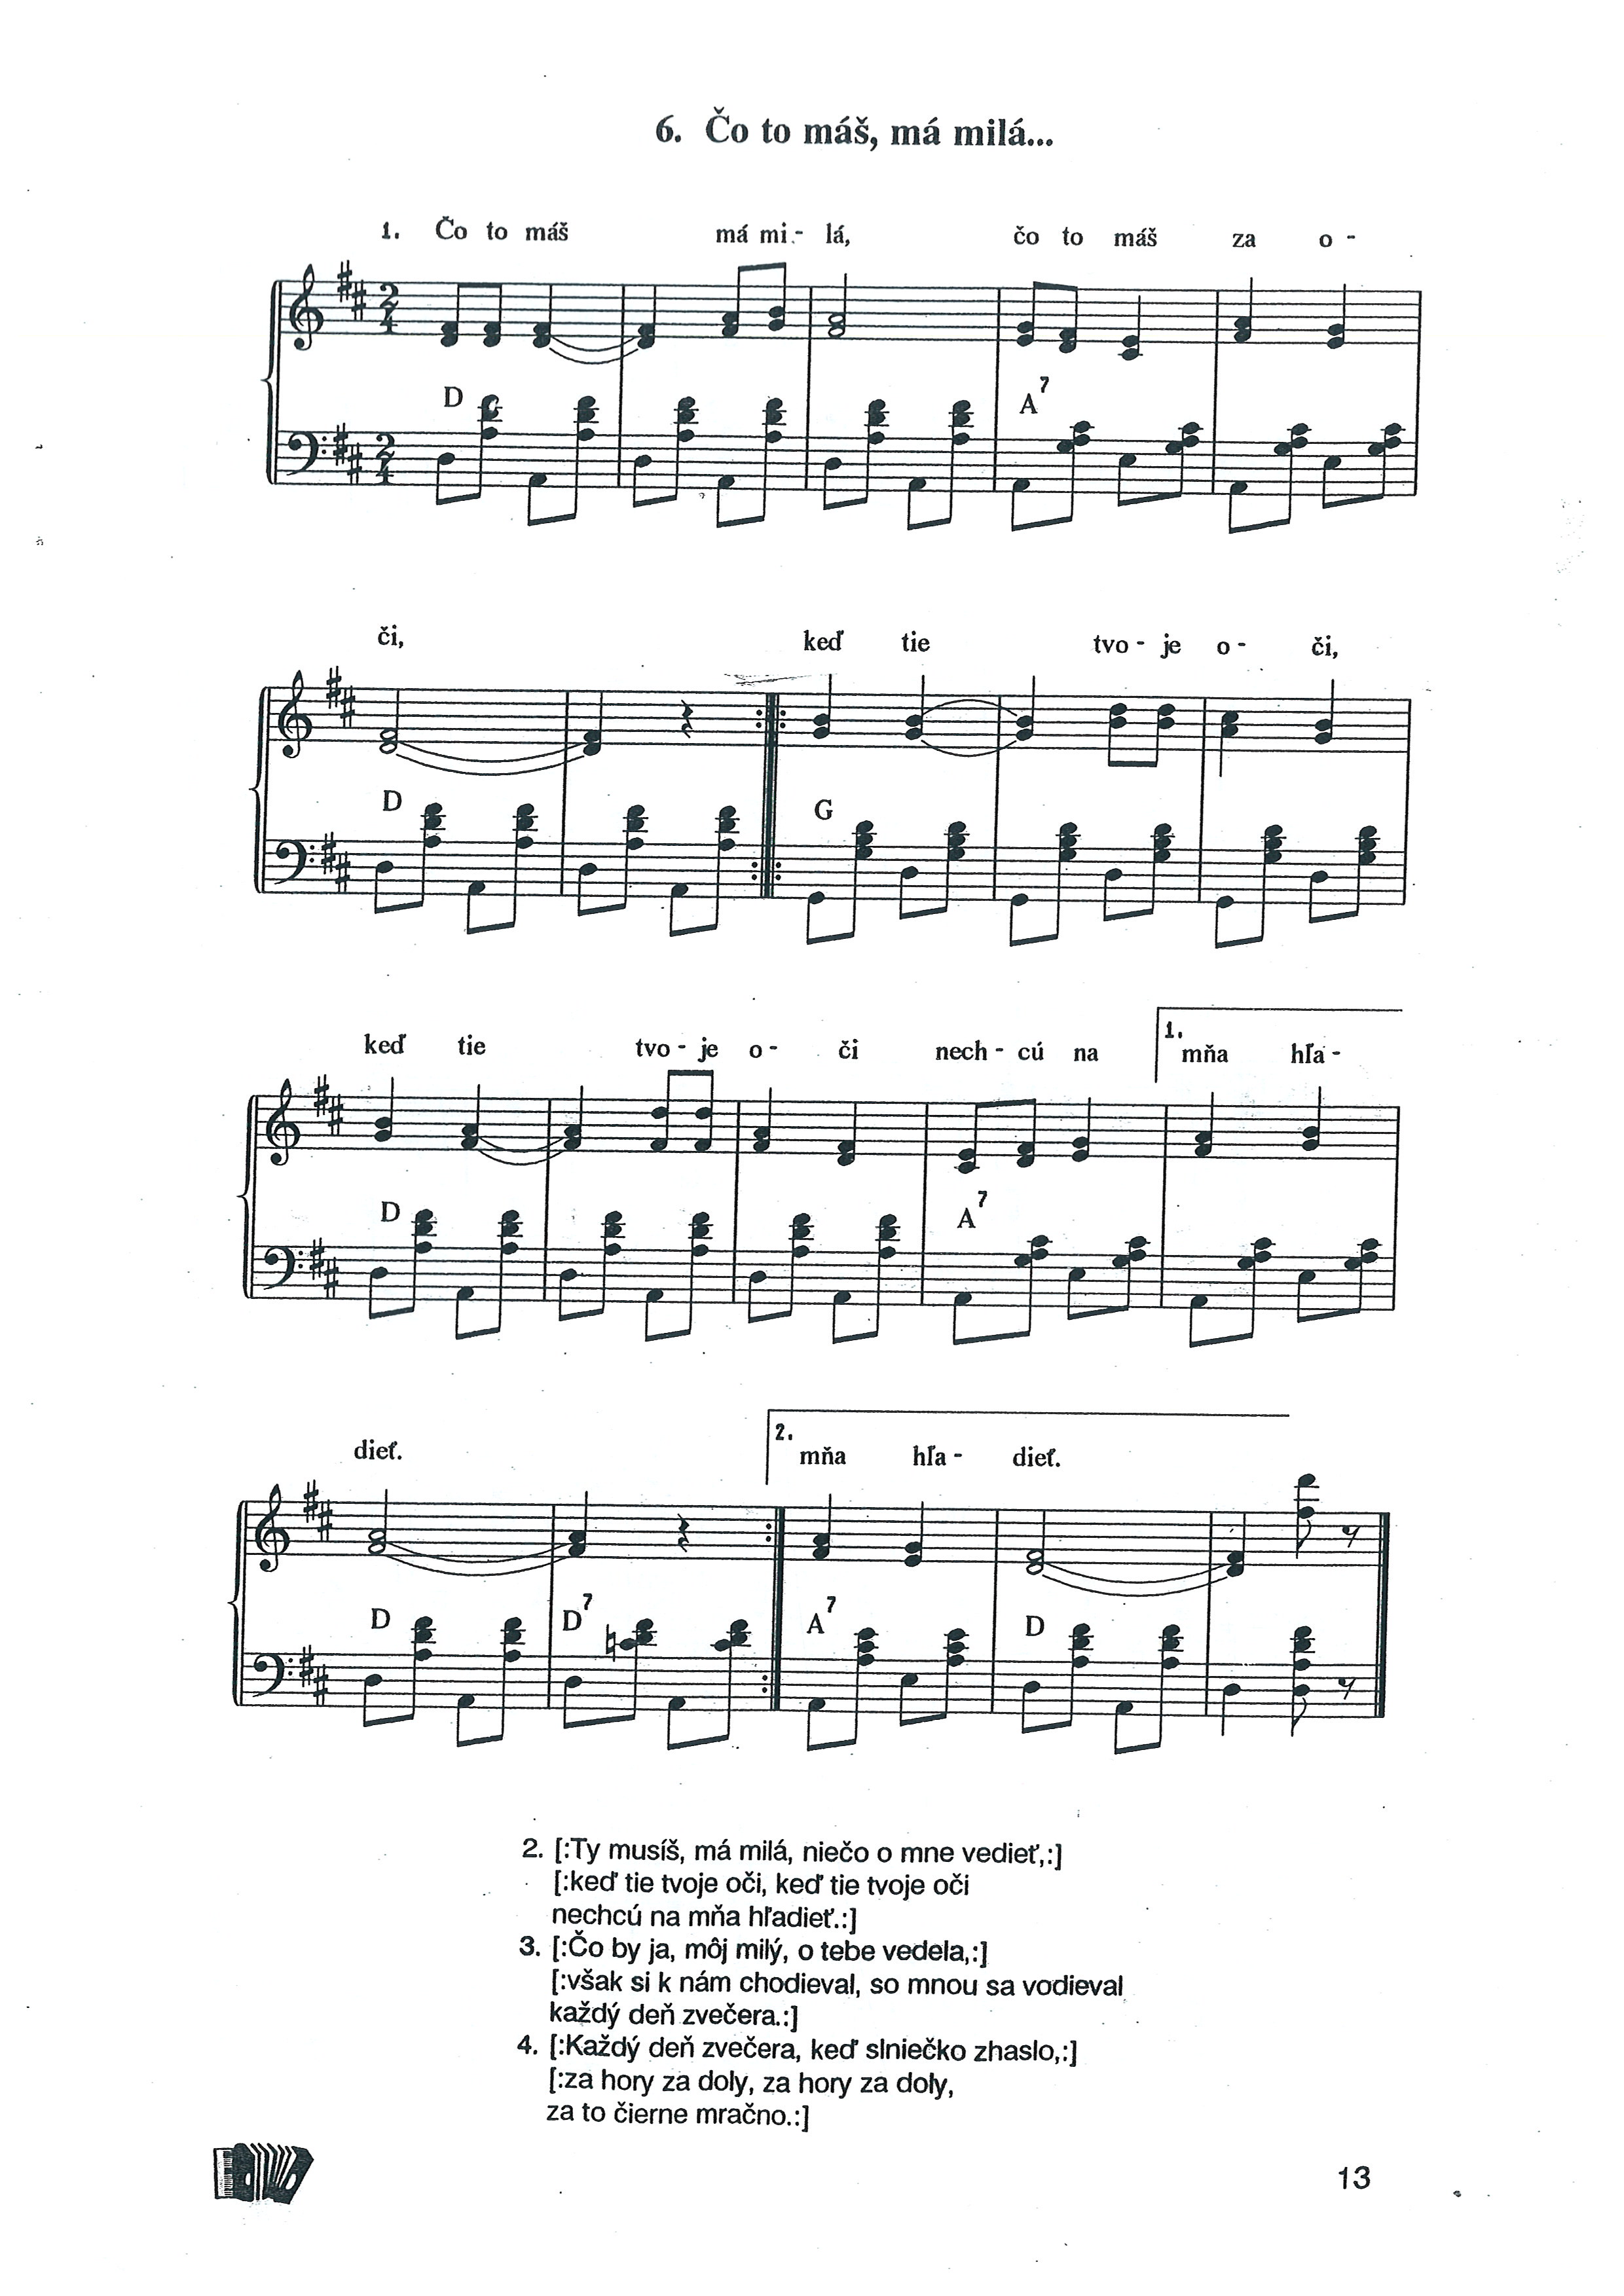 6. Čo to máš, má milá...
1. Čo to máš má mi - lá, čo to máš za o -
D A7
či, keď tie tvo - je o - či,
D G
1.
keď tie tvo - je o - či nech - cú na mňa hľa -
D A7
2.
dieť. mňa hľa - dieť.
D D7 A7 D
2. [:Ty musíš, má milá, niečo o mne vedieť,:]
[:keď tie tvoje oči, keď tie tvoje oči
nechcú na mňa hľadieť.:]
3. [:Čo by ja, môj milý, o tebe vedela,:]
[:však si k nám chodieval, so mnou sa vodieval
každý deň zvečera.:]
4. [:Každý deň zvečera, keď slniečko zhaslo,:]
[:za hory za doly, za hory za doly,
za to čierne mračno.:]
13